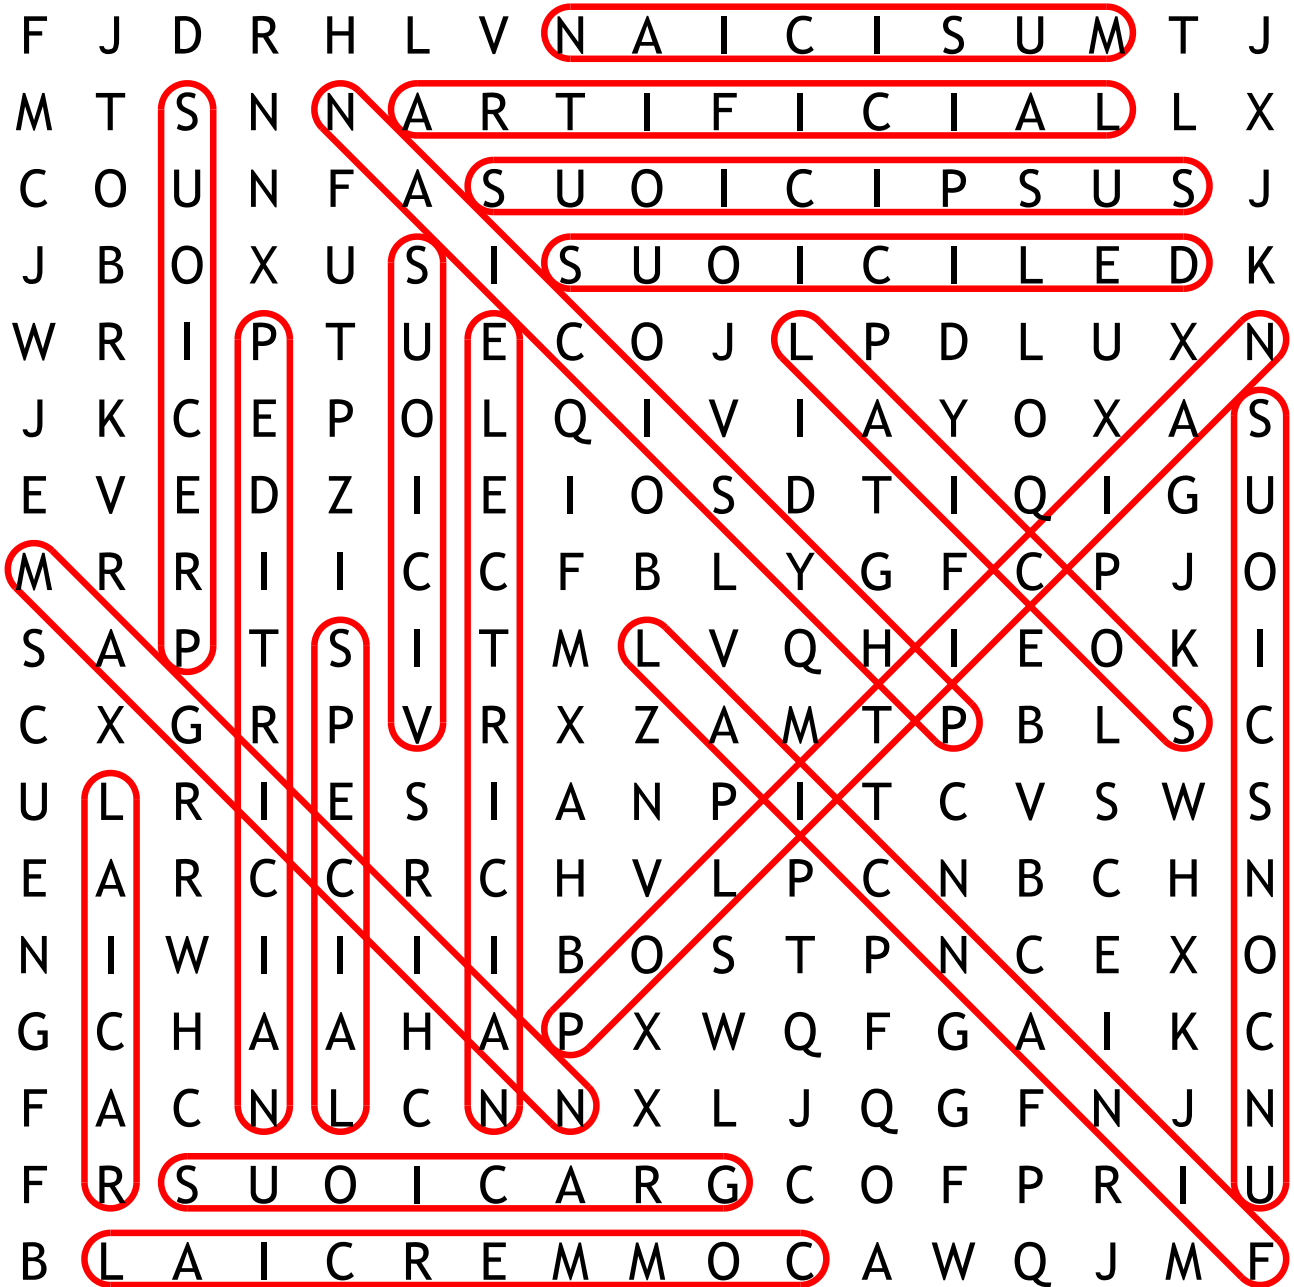 F J D R H L V N A I C I S U M T J
M T S N N A R T I F I C I A L L X
C O U N F A S U O I C I P S U S J
J B O X U S I S U O I C I L E D K
W R I P T U E C O J L P D L U X N
J K C E P O L Q I V I A Y O X A S
E V E D Z I E I O S D T I Q I G U
M R R I I C C F B L Y G F C P J O
S A P T S I T M L V Q H I E O K I
C X G R P V R X Z A M T P B L S C
U L R I E S I A N P I T C V S W S
E A R C C R C H V L P C N B C H N
N I W I I I I B O S T P N C E X O
G C H A A H A P X W Q F G A I K C
F A C N L C N N X L J Q G F N J N
F R S U O I C A R G C O F P R I U
B L A I C R E M M O C A W Q J M F